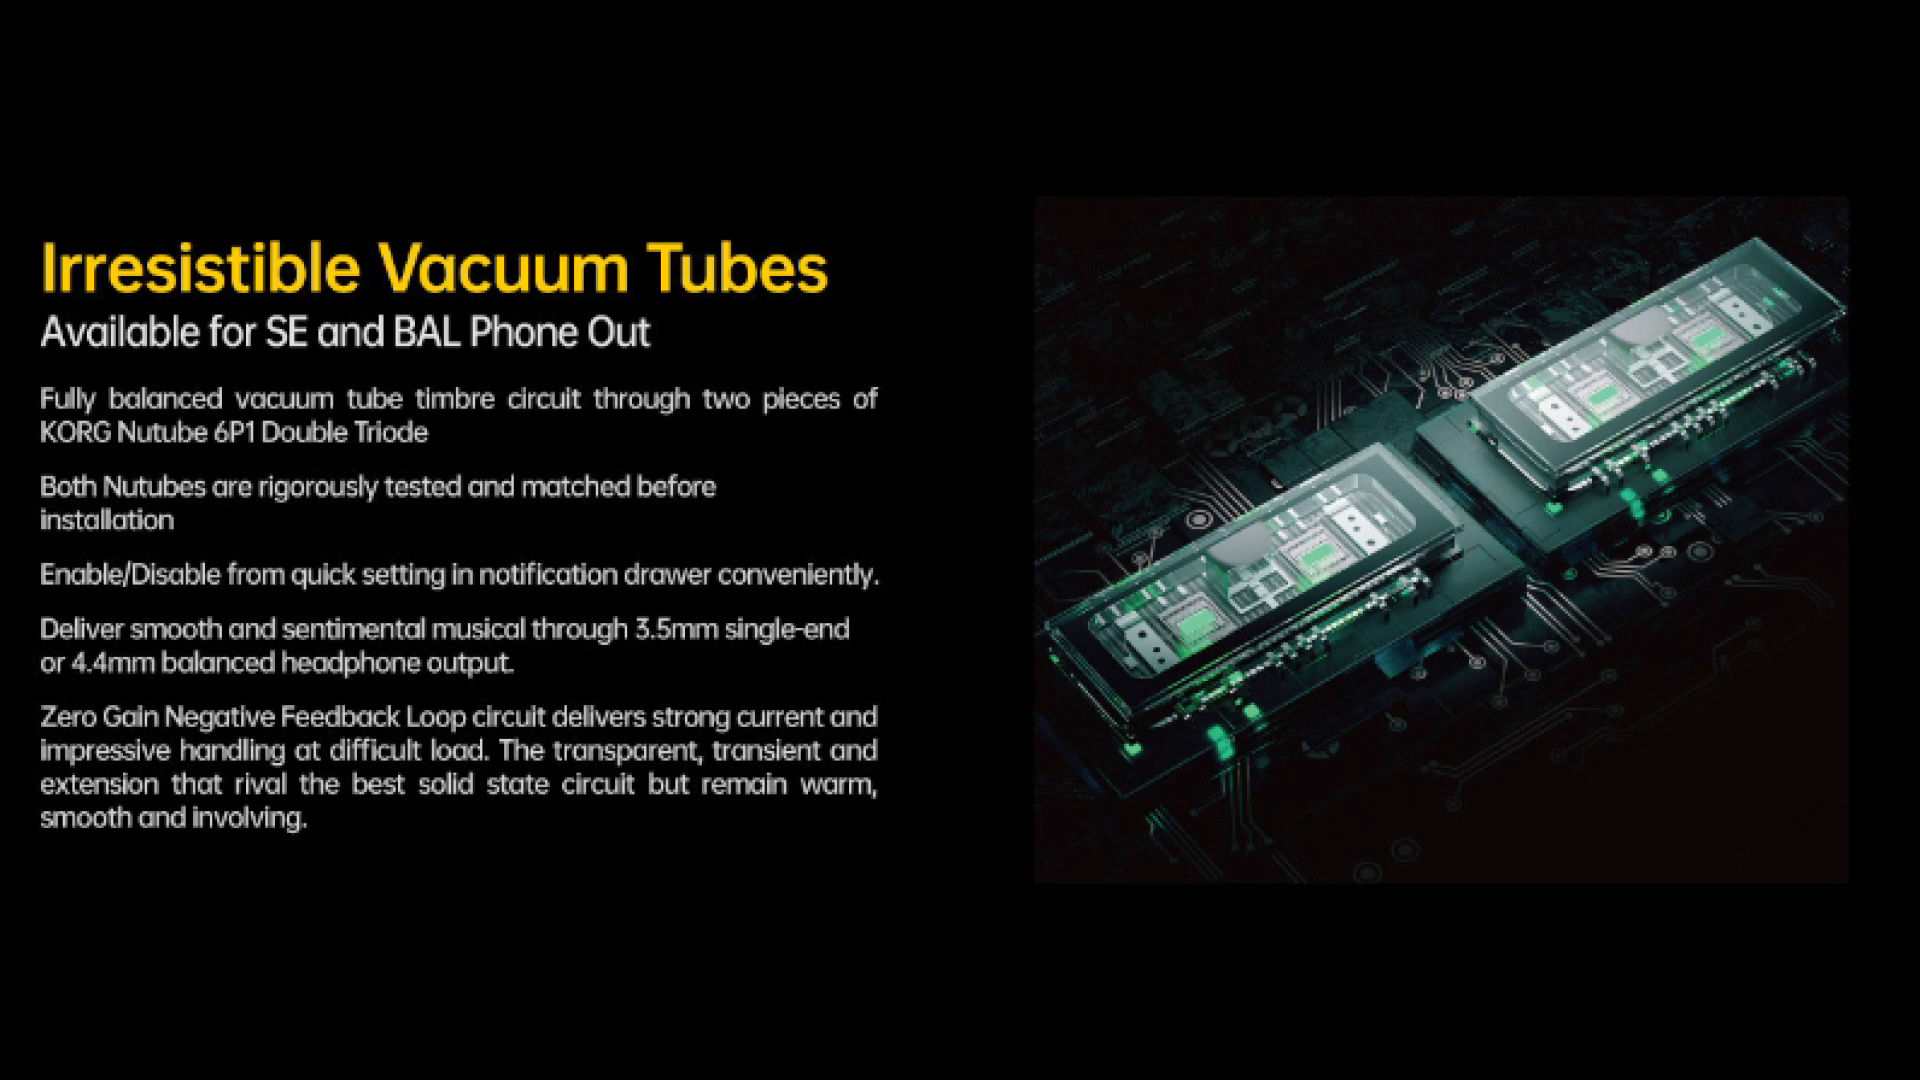 Irresistible Vacuum Tubes
Available for SE and BAL Phone Out
Fully balanced vacuum tube timbre circuit through two pieces of
KORG Nutube 6P1 Double Triode
Both Nutubes are rigorously tested and matched before
installation
Enable/Disable from quick setting in notification drawer conveniently.
Deliver smooth and sentimental musical through 3.5mm single-end
or 4.4mm balanced headphone output.
Zero Gain Negative Feedback Loop circuit delivers strong current and
impressive handling at difficult load. The transparent, transient and
extension that rival the best solid state circuit but remain warm,
smooth and involving.